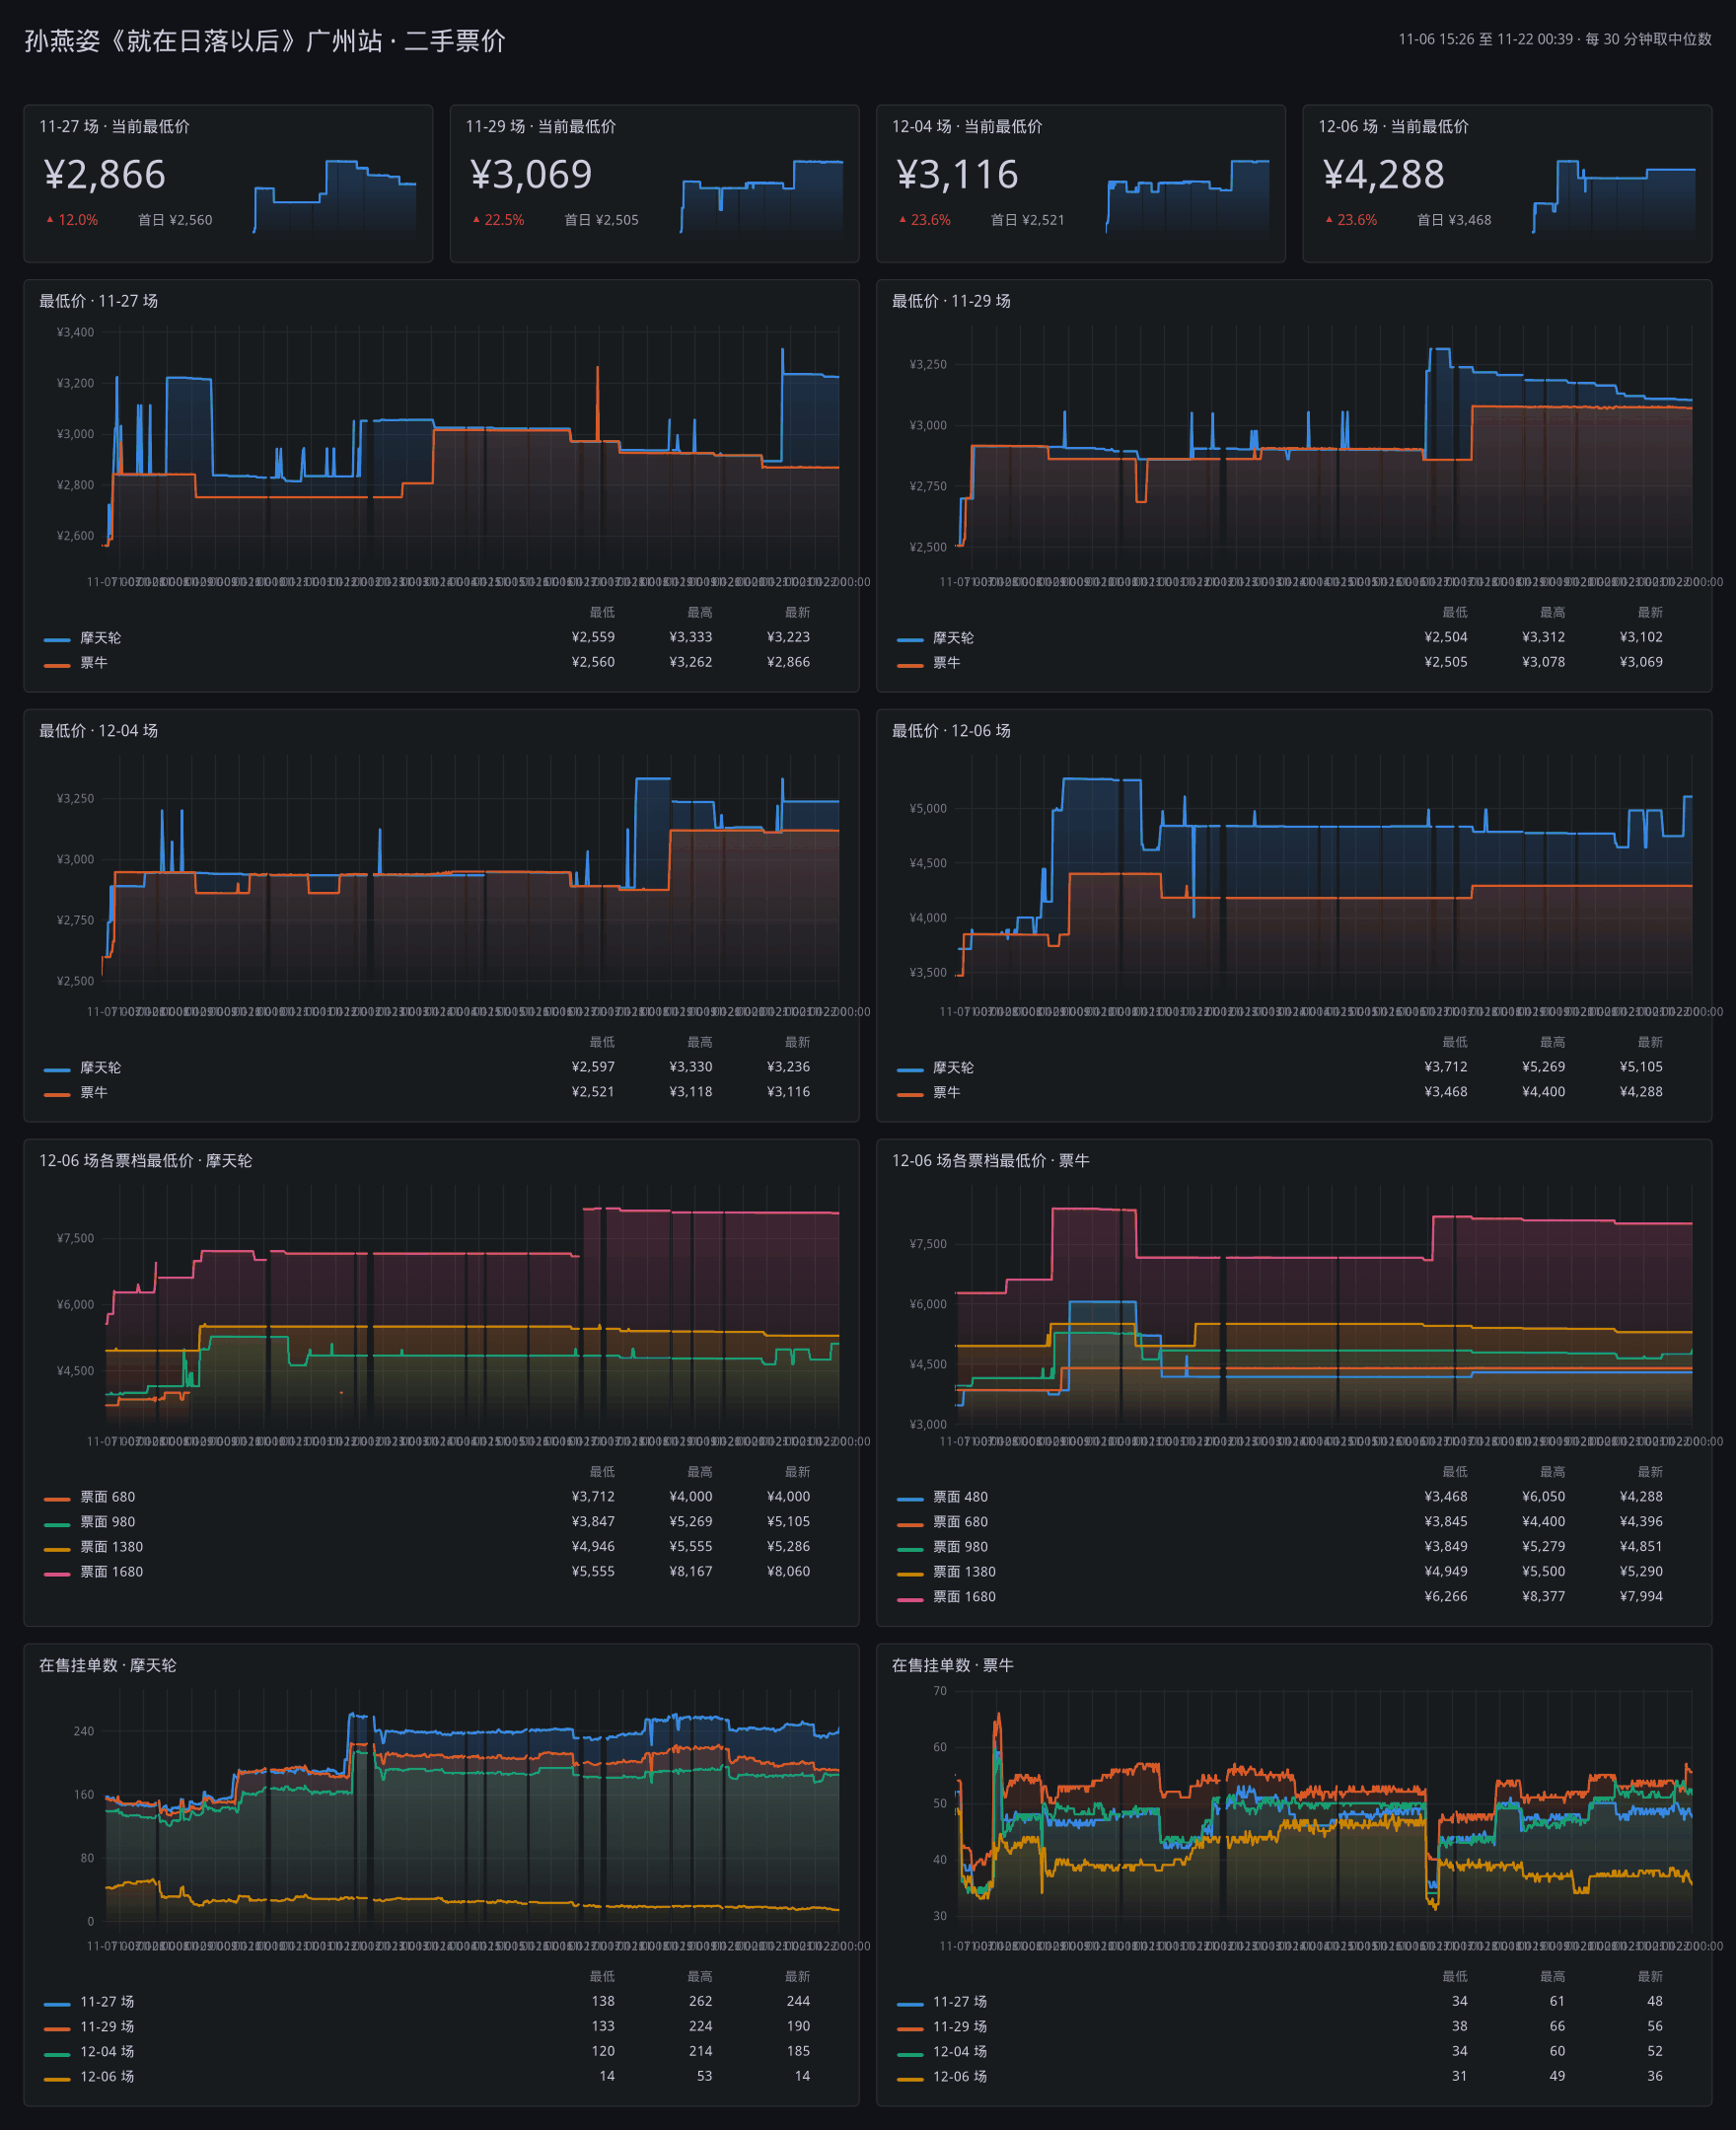 孙燕姿《就在日落以后》广州站 · 二手票价
11-06 15:26 至 11-22 00:39 · 每 30 分钟取中位数
11-27 场 · 当前最低价
¥2,866
▲ 12.0% 首日 ¥2,560
11-29 场 · 当前最低价
¥3,069
▲ 22.5% 首日 ¥2,505
12-04 场 · 当前最低价
¥3,116
▲ 23.6% 首日 ¥2,521
12-06 场 · 当前最低价
¥4,288
▲ 23.6% 首日 ¥3,468
最低价 · 11-27 场
¥3,400
¥3,200
¥3,000
¥2,800
¥2,600
最低 最高 最新
摩天轮 ¥2,559 ¥3,333 ¥3,223
票牛 ¥2,560 ¥3,262 ¥2,866
最低价 · 11-29 场
¥3,250
¥3,000
¥2,750
¥2,500
最低 最高 最新
摩天轮 ¥2,504 ¥3,312 ¥3,102
票牛 ¥2,505 ¥3,078 ¥3,069
最低价 · 12-04 场
¥3,250
¥3,000
¥2,750
¥2,500
最低 最高 最新
摩天轮 ¥2,597 ¥3,330 ¥3,236
票牛 ¥2,521 ¥3,118 ¥3,116
最低价 · 12-06 场
¥5,000
¥4,500
¥4,000
¥3,500
最低 最高 最新
摩天轮 ¥3,712 ¥5,269 ¥5,105
票牛 ¥3,468 ¥4,400 ¥4,288
12-06 场各票档最低价 · 摩天轮
¥7,500
¥6,000
¥4,500
最低 最高 最新
票面 680 ¥3,712 ¥4,000 ¥4,000
票面 980 ¥3,847 ¥5,269 ¥5,105
票面 1380 ¥4,946 ¥5,555 ¥5,286
票面 1680 ¥5,555 ¥8,167 ¥8,060
12-06 场各票档最低价 · 票牛
¥7,500
¥6,000
¥4,500
¥3,000
最低 最高 最新
票面 480 ¥3,468 ¥6,050 ¥4,288
票面 680 ¥3,845 ¥4,400 ¥4,396
票面 980 ¥3,849 ¥5,279 ¥4,851
票面 1380 ¥4,949 ¥5,500 ¥5,290
票面 1680 ¥6,266 ¥8,377 ¥7,994
在售挂单数 · 摩天轮
240
160
80
0
最低 最高 最新
11-27 场 138 262 244
11-29 场 133 224 190
12-04 场 120 214 185
12-06 场 14 53 14
在售挂单数 · 票牛
70
60
50
40
30
最低 最高 最新
11-27 场 34 61 48
11-29 场 38 66 56
12-04 场 34 60 52
12-06 场 31 49 36